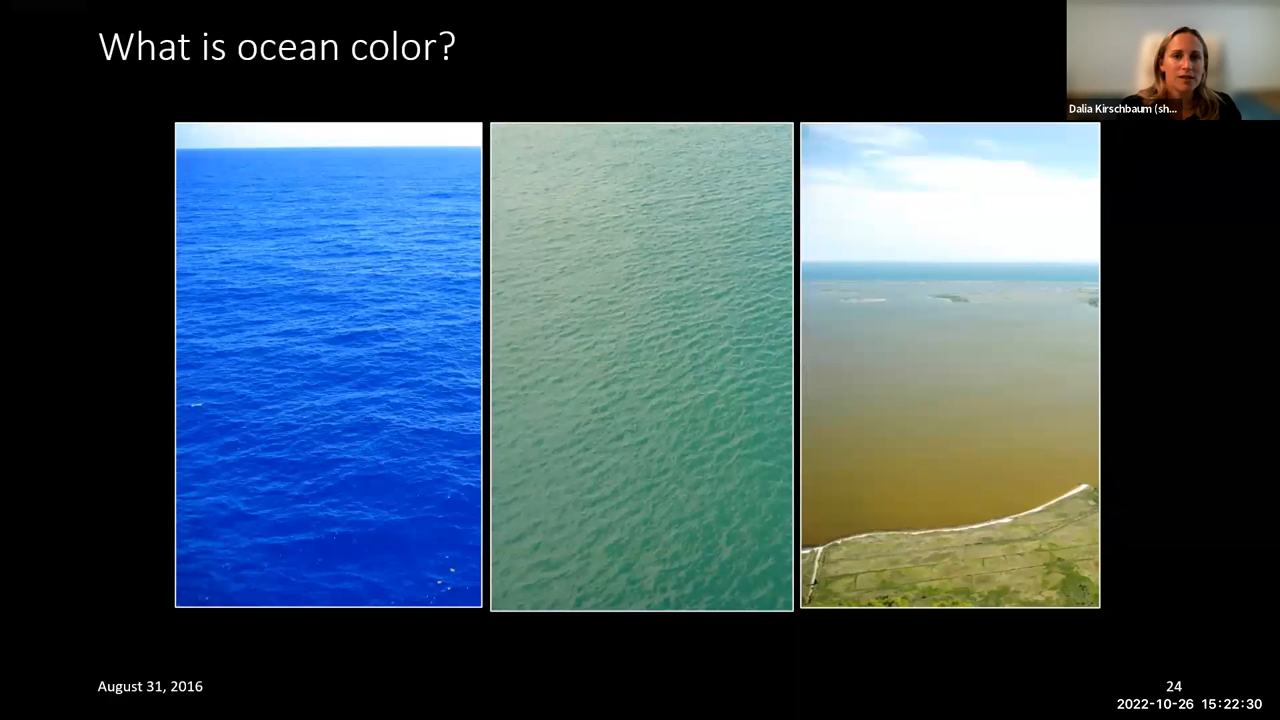 What is ocean color?
Dalia Kirschbaum (sh...
August 31, 2016
24
2022-10-26 15:22:30